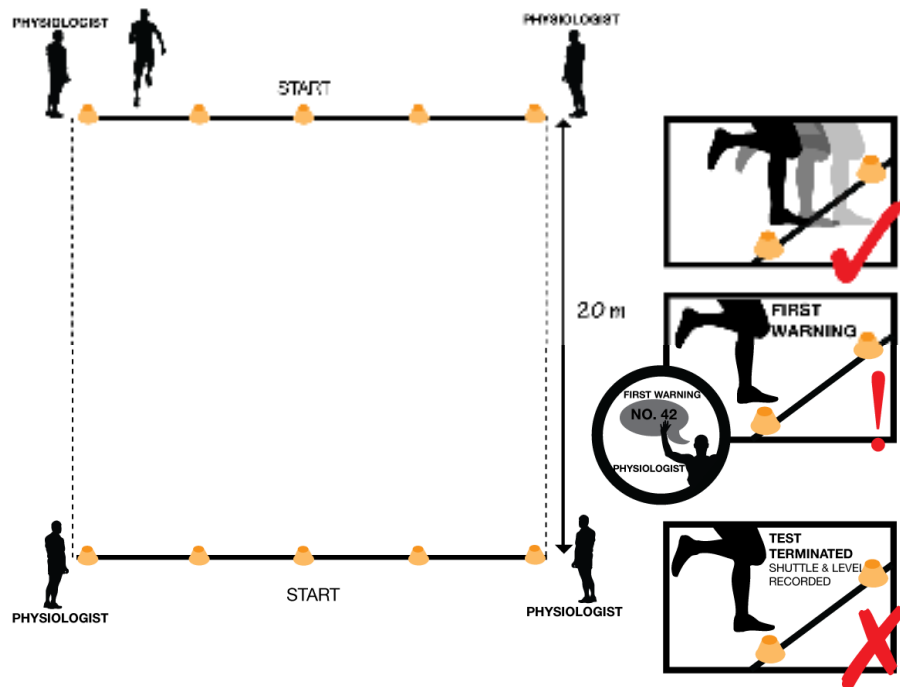 PHYSIOLOGIST
PHYSIOLOGIST
START
20 m
FIRST
WARNING
FIRST WARNING
NO. 42
PHYSIOLOGIST
TEST
TERMINATED
SHUTTLE & LEVEL
RECORDED
START
PHYSIOLOGIST
PHYSIOLOGIST